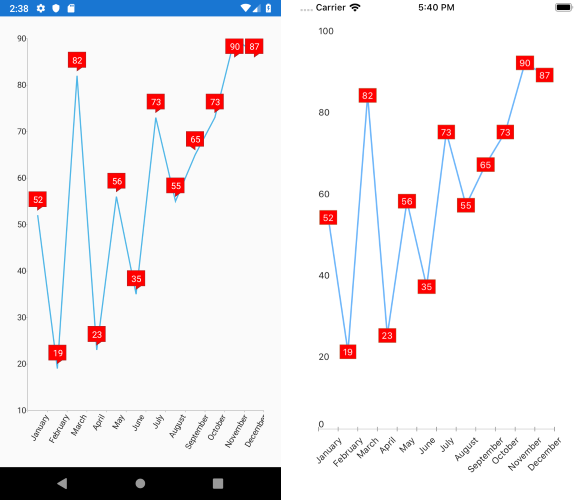 2:38
90
80
70
60
50
40
30
20
10
52
19
82
23
56
35
73
55
65
73
90
87
January
February
March
April
May
June
July
August
September
October
November
December
Carrier
5:40 PM
100
80
60
40
20
0
52
19
82
23
56
35
73
55
65
73
90
87
January
February
March
April
May
June
July
August
September
October
November
December